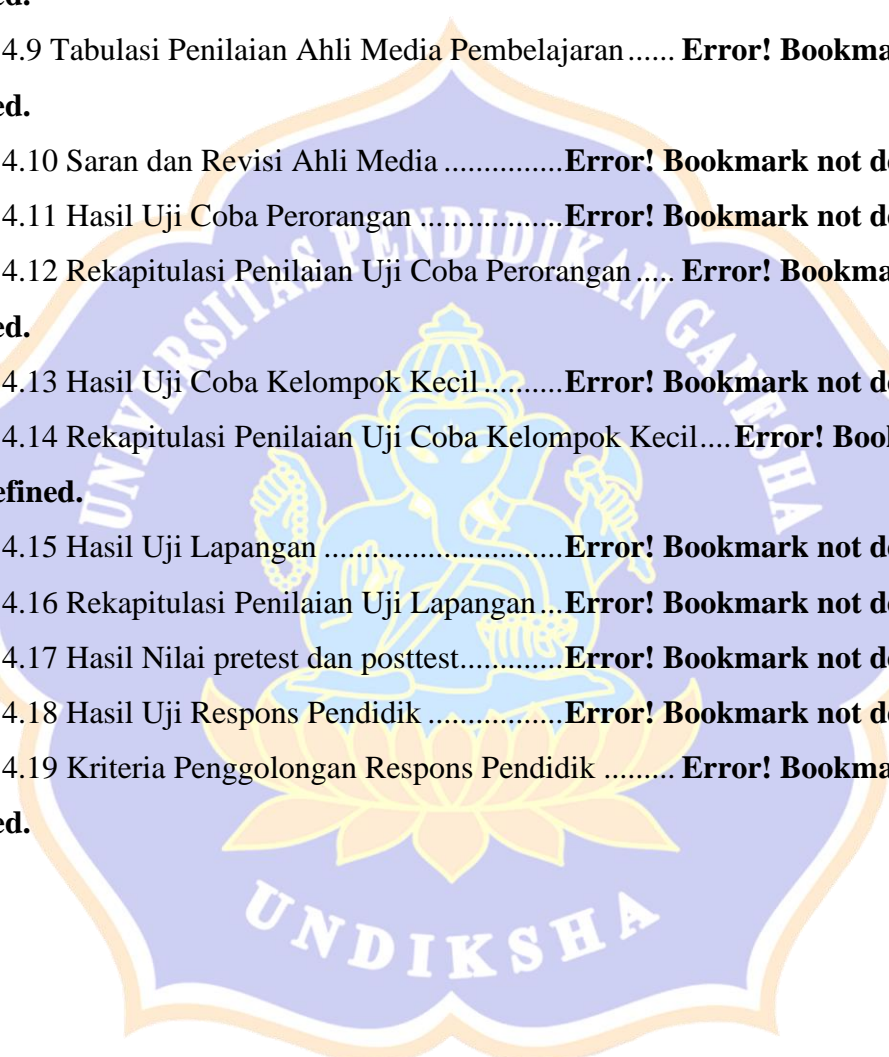 ed.
4.9 Tabulasi Penilaian Ahli Media Pembelajaran...... Error! Bookma
ed.
4.10 Saran dan Revisi Ahli Media ...............Error! Bookmark not de
4.11 Hasil Uji Coba Perorangan ..................Error! Bookmark not de
4.12 Rekapitulasi Penilaian Uji Coba Perorangan..... Error! Bookma
ed.
4.13 Hasil Uji Coba Kelompok Kecil..........Error! Bookmark not de
4.14 Rekapitulasi Penilaian Uji Coba Kelompok Kecil....Error! Book
efined.
4.15 Hasil Uji Lapangan ..............................Error! Bookmark not de
4.16 Rekapitulasi Penilaian Uji Lapangan...Error! Bookmark not de
4.17 Hasil Nilai pretest dan posttest.............Error! Bookmark not de
4.18 Hasil Uji Respons Pendidik .................Error! Bookmark not de
4.19 Kriteria Penggolongan Respons Pendidik ......... Error! Bookma
ed.
UNIVERSITAS PENDIDIKAN GANESHA
UNDIKSHA